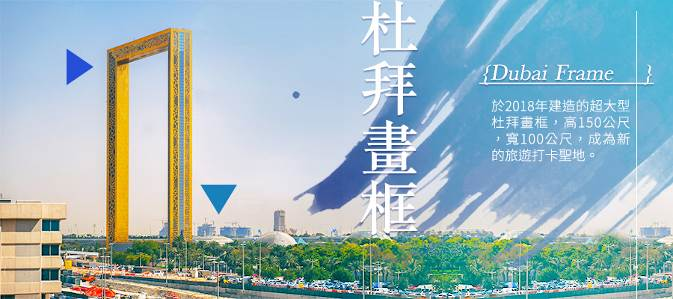 杜拜畫框
{Dubai Frame }
於2018年建造的超大型
杜拜畫框，高150公尺
，寬100公尺，成為新
的旅遊打卡聖地。